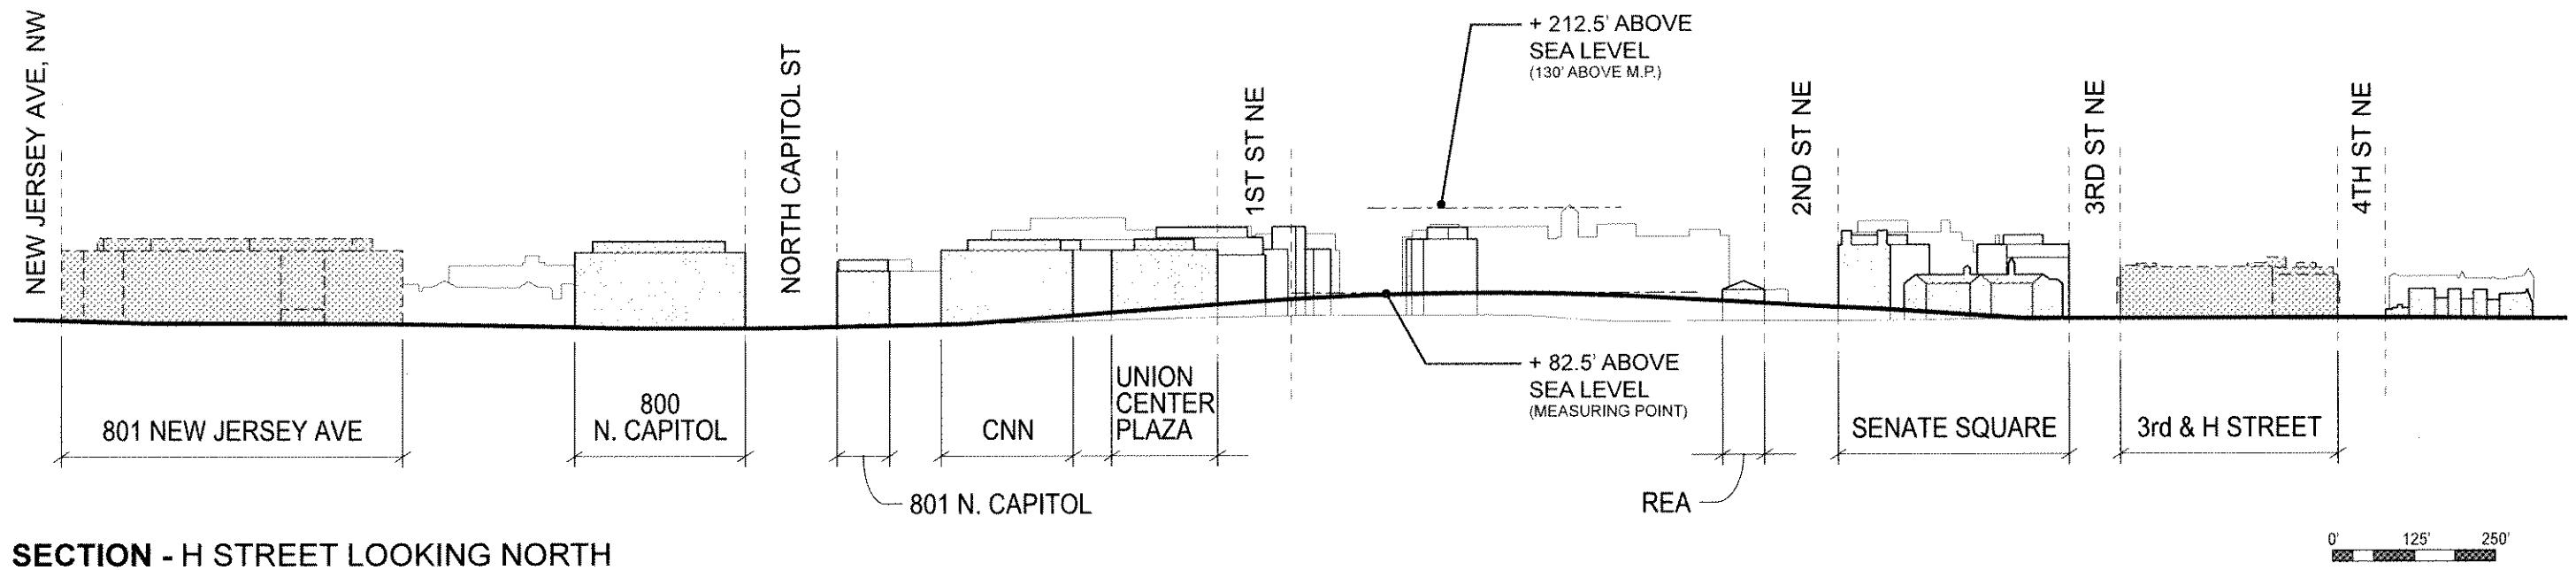 NEW JERSEY AVE, NW
NORTH CAPITOL ST
1ST ST NE
+ 212.5' ABOVE
SEA LEVEL
(130' ABOVE M.P.)
2ND ST NE
3RD ST NE
4TH ST NE
+ 82.5' ABOVE
SEA LEVEL
(MEASURING POINT)
801 NEW JERSEY AVE
800
N. CAPITOL
CNN
UNION
CENTER
PLAZA
SENATE SQUARE
3rd & H STREET
801 N. CAPITOL
REA
SECTION - H STREET LOOKING NORTH
0' 125' 250'